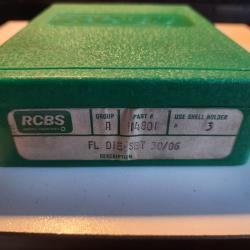 RCBS
GROUP PART # USE SHELL HOLDER
A 14801 # 3
FL DIE SET 30/06
DESCRIPTION